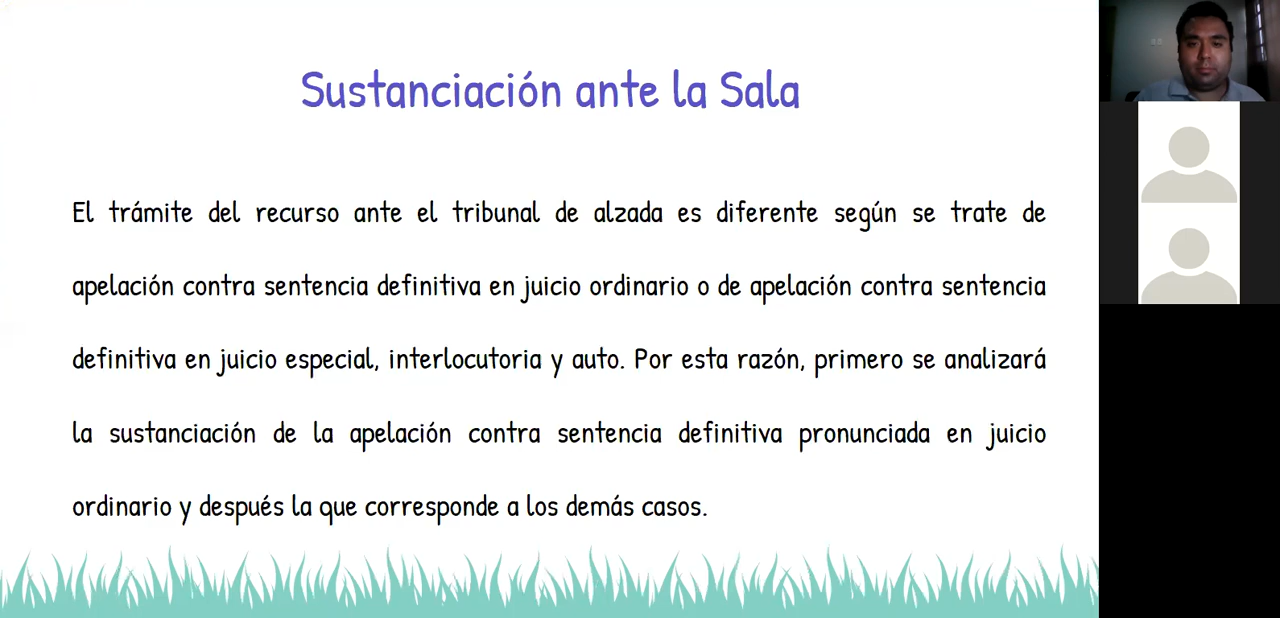 Sustanciación ante la Sala
El trámite del recurso ante el tribunal de alzada es diferente según se trate de
apelación contra sentencia definitiva en juicio ordinario o de apelación contra sentencia
definitiva en juicio especial, interlocutoria y auto. Por esta razón, primero se analizará
la sustanciación de la apelación contra sentencia definitiva pronunciada en juicio
ordinario y después la que corresponde a los demás casos.